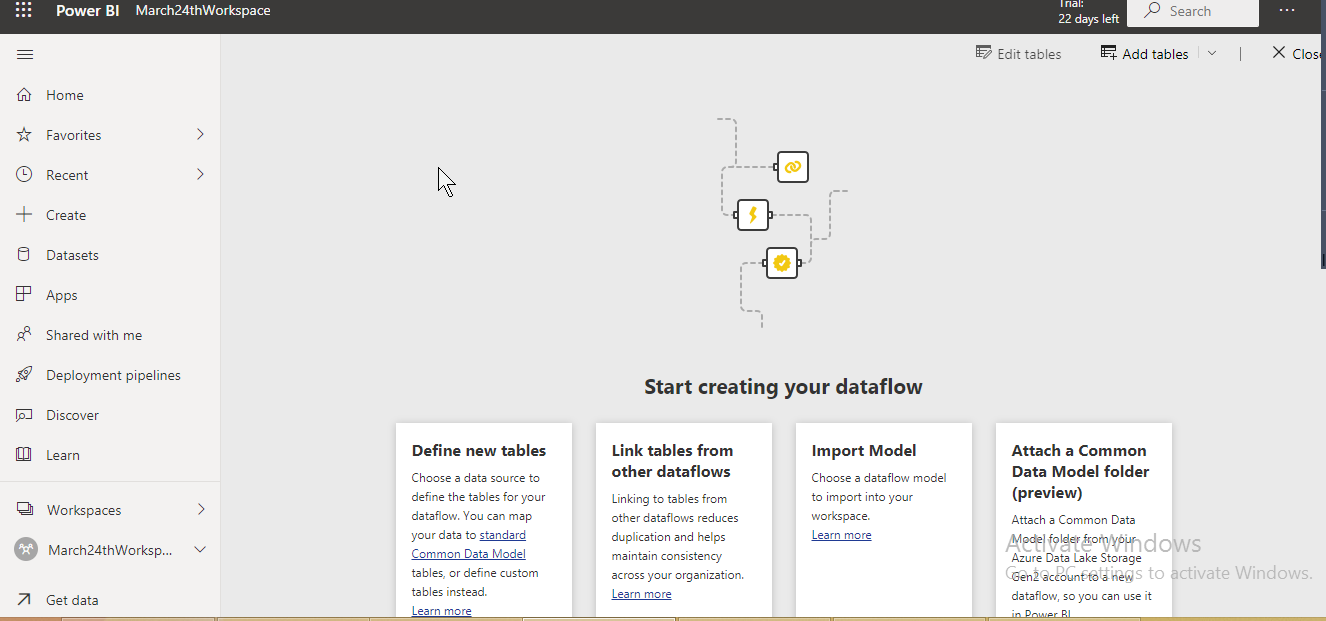 Power BI March24thWorkspace
Trial:
22 days left
Search
Edit tables
Add tables
Close
Home
Favorites
Recent
Create
Datasets
Apps
Shared with me
Deployment pipelines
Discover
Learn
Workspaces
March24thWorksp...
Get data
Start creating your dataflow
Define new tables
Choose a data source to
define the tables for your
dataflow. You can map
your data to standard
Common Data Model
tables, or define custom
tables instead.
Learn more
Link tables from
other dataflows
Linking to tables from
other dataflows reduces
duplication and helps
maintain consistency
across your organization.
Learn more
Import Model
Choose a dataflow model
to import into your
workspace.
Learn more
Attach a Common
Data Model folder
(preview)
Attach a Common Data
Model folder from your
Azure Data Lake Storage
Gen2 account to a new
dataflow, so you can use it
in Power BI
Activate Windows
Go to PC settings to activate Windows.